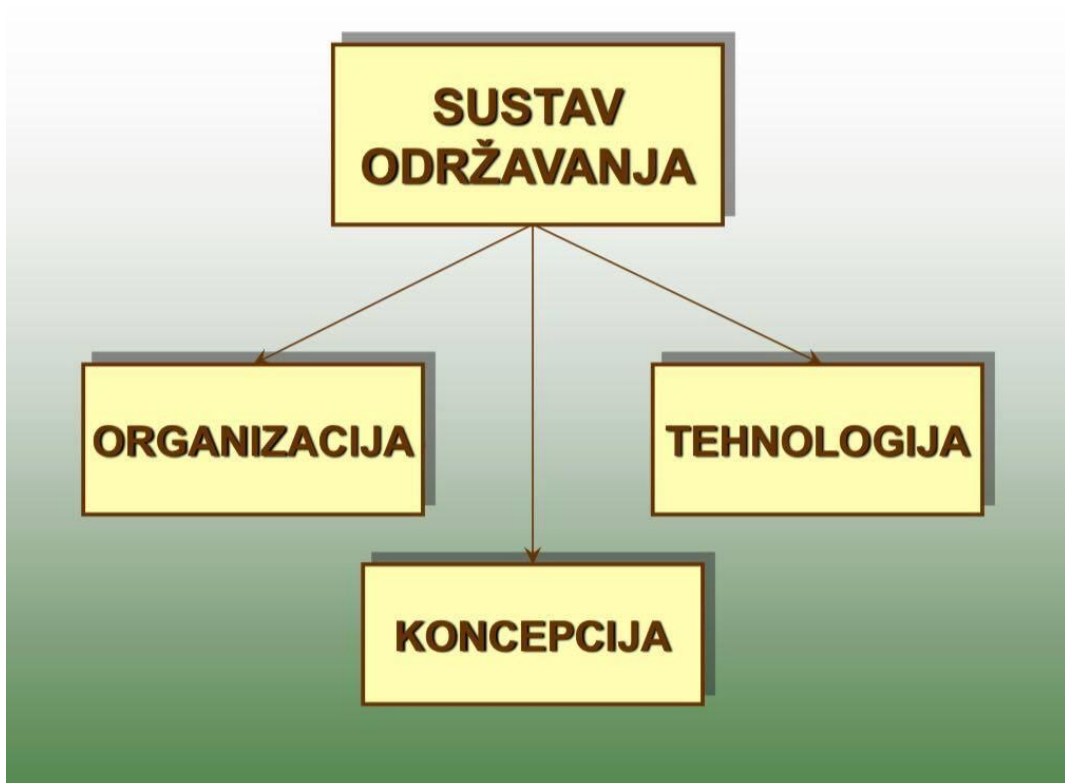 SUSTAV
ODRŽAVANJA
ORGANIZACIJA
TEHNOLOGIJA
KONCEPCIJA